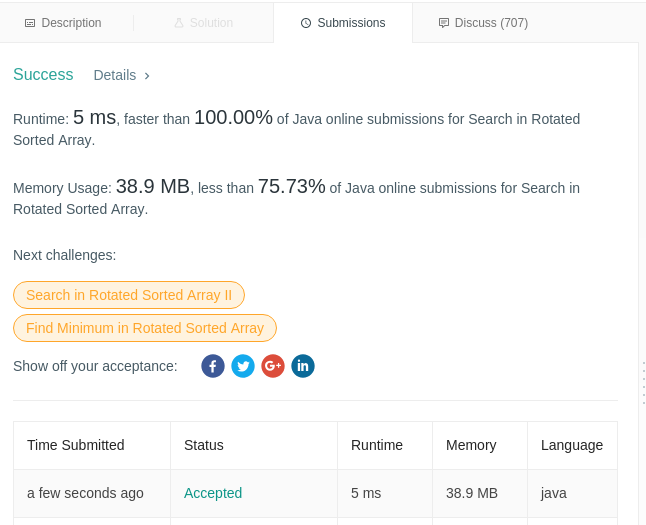 Description
Solution
Submissions
Discuss (707)
Success
Details
Runtime: 5 ms, faster than 100.00% of Java online submissions for Search in Rotated
Sorted Array.
Memory Usage: 38.9 MB, less than 75.73% of Java online submissions for Search in
Rotated Sorted Array.
Next challenges:
Search in Rotated Sorted Array II
Find Minimum in Rotated Sorted Array
Show off your acceptance:
Time Submitted
Status
Runtime
Memory
Language
a few seconds ago
Accepted
5 ms
38.9 MB
java